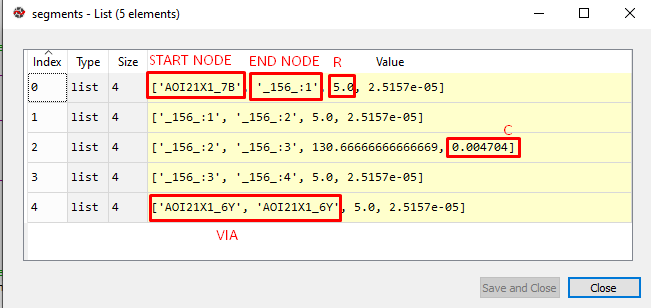 segments - List (5 elements)
START NODE END NODE R
Index Type Size Value
0 list 4 ['AOI21X1_7B', '_156_:1', 5.0, 2.5157e-05]
1 list 4 ['_156_:1', '_156_:2', 5.0, 2.5157e-05]
C
2 list 4 ['_156_:2', '_156_:3', 130.66666666666669, 0.004704]
3 list 4 ['_156_:3', '_156_:4', 5.0, 2.5157e-05]
4 list 4 ['AOI21X1_6Y', 'AOI21X1_6Y', 5.0, 2.5157e-05]
VIA
Save and Close Close